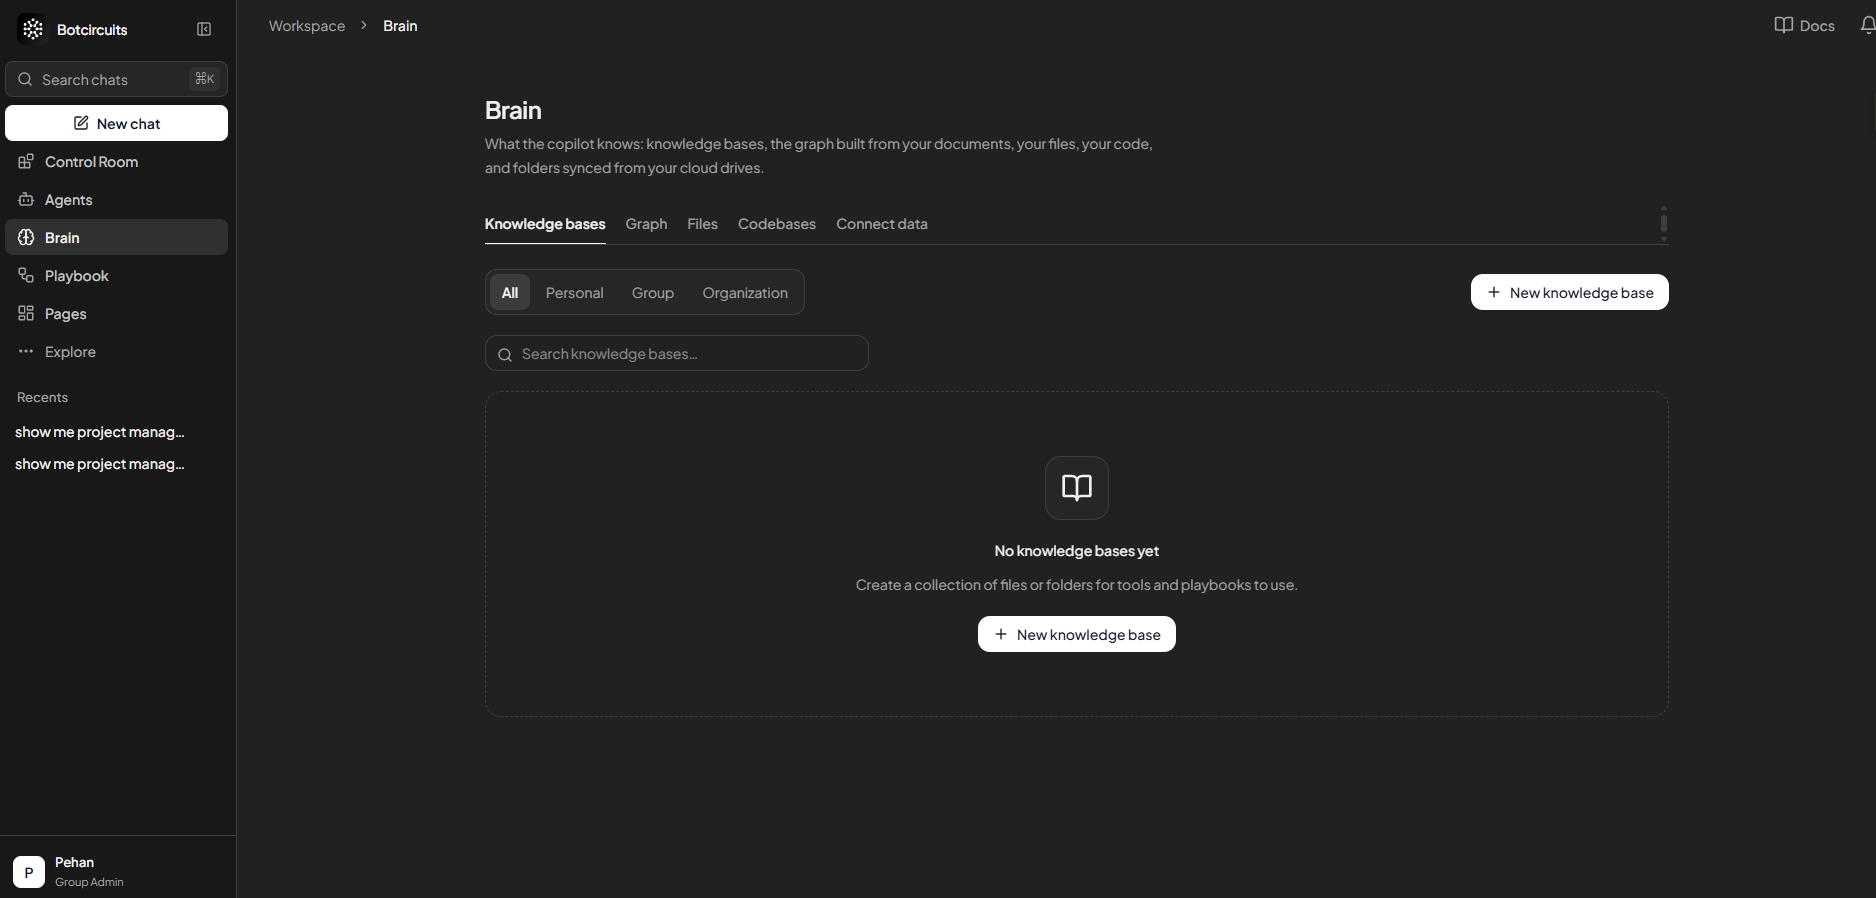 Botcircuits
Search chats ⌘K
New chat
Control Room
Agents
Brain
Playbook
Pages
Explore
Recents
show me project manag...
show me project manag...
P
Pehan
Group Admin
Workspace > Brain
Docs
Brain
What the copilot knows: knowledge bases, the graph built from your documents, your files, your code,
and folders synced from your cloud drives.
Knowledge bases Graph Files Codebases Connect data
All Personal Group Organization
+ New knowledge base
Search knowledge bases...
No knowledge bases yet
Create a collection of files or folders for tools and playbooks to use.
+ New knowledge base